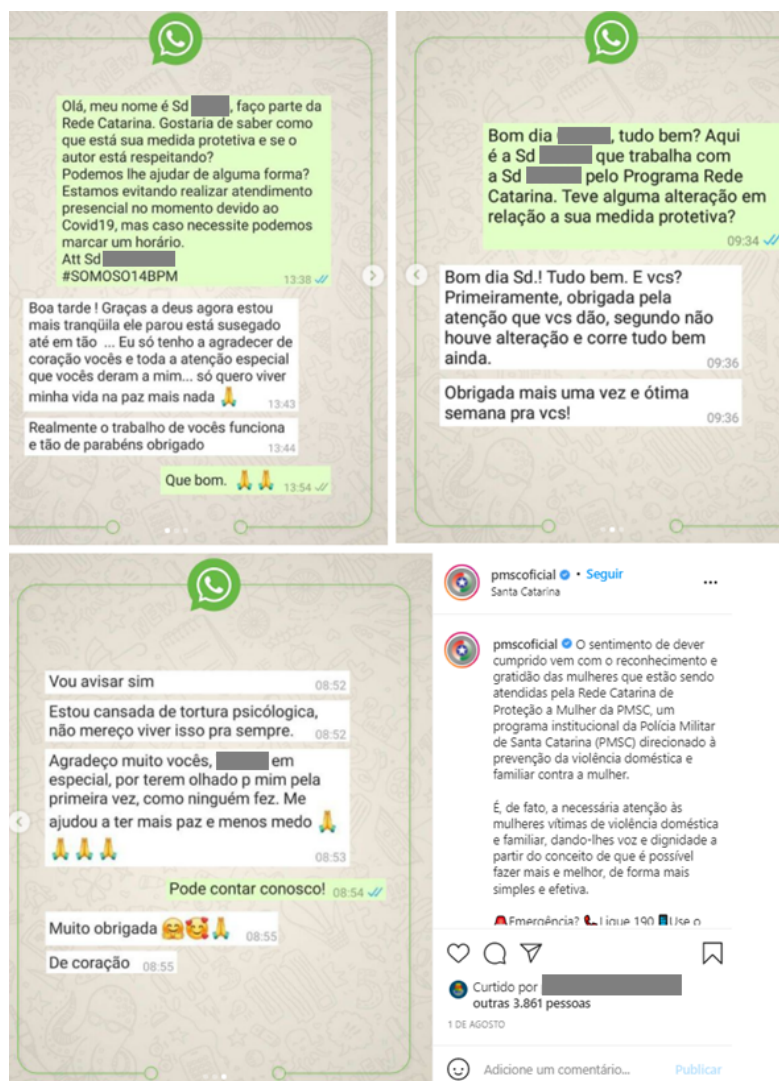 Olá, meu nome é Sd , faço parte da
Rede Catarina. Gostaria de saber como
que está sua medida protetiva e se o
autor está respeitando?
Podemos lhe ajudar de alguma forma?
Estamos evitando realizar atendimento
presencial no momento devido ao
Covid19, mas caso necessite podemos
marcar um horário.
Att Sd
#SOMOSO14BPM
13:38
Boa tarde ! Graças a deus agora estou
mais tranqüila ele parou está susegado
até em tão ... Eu só tenho a agradecer de
coração vocês e toda a atenção especial
que vocês deram a mim... só quero viver
minha vida na paz mais nada 🙏
13:43
Realmente o trabalho de vocês funciona
e tão de parabéns obrigado 13:44
Que bom. 🙏🙏 13:54
Bom dia , tudo bem? Aqui
é a Sd que trabalha com
a Sd pelo Programa Rede
Catarina. Teve alguma alteração em
relação a sua medida protetiva?
09:34
Bom dia Sd.! Tudo bem. E vcs?
Primeiramente, obrigada pela
atenção que vcs dão, segundo não
houve alteração e corre tudo bem
ainda. 09:36
Obrigada mais uma vez e ótima
semana pra vcs! 09:36
Vou avisar sim 08:52
Estou cansada de tortura psicólogica,
não mereço viver isso pra sempre. 08:52
Agradeço muito vocês, em
especial, por terem olhado p mim pela
primeira vez, como ninguém fez. Me
ajudou a ter mais paz e menos medo 🙏
🙏🙏🙏 08:53
Pode contar conosco! 08:54
Muito obrigada 🤗🥰🙏 08:55
De coração 08:55
pmscoficial • Seguir
Santa Catarina
...
pmscoficial O sentimento de dever
cumprido vem com o reconhecimento e
gratidão das mulheres que estão sendo
atendidas pela Rede Catarina de
Proteção a Mulher da PMSC, um
programa institucional da Polícia Militar
de Santa Catarina (PMSC) direcionado à
prevenção da violência doméstica e
familiar contra a mulher.
É, de fato, a necessária atenção às
mulheres vítimas de violência doméstica
e familiar, dando-lhes voz e dignidade a
partir do conceito de que é possível
fazer mais e melhor, de forma mais
simples e efetiva.
🚨Emergência? 📞Ligue 190 📱Use o
Curtido por
outras 3.861 pessoas
1 DE AGOSTO
Adicione um comentário... Publicar